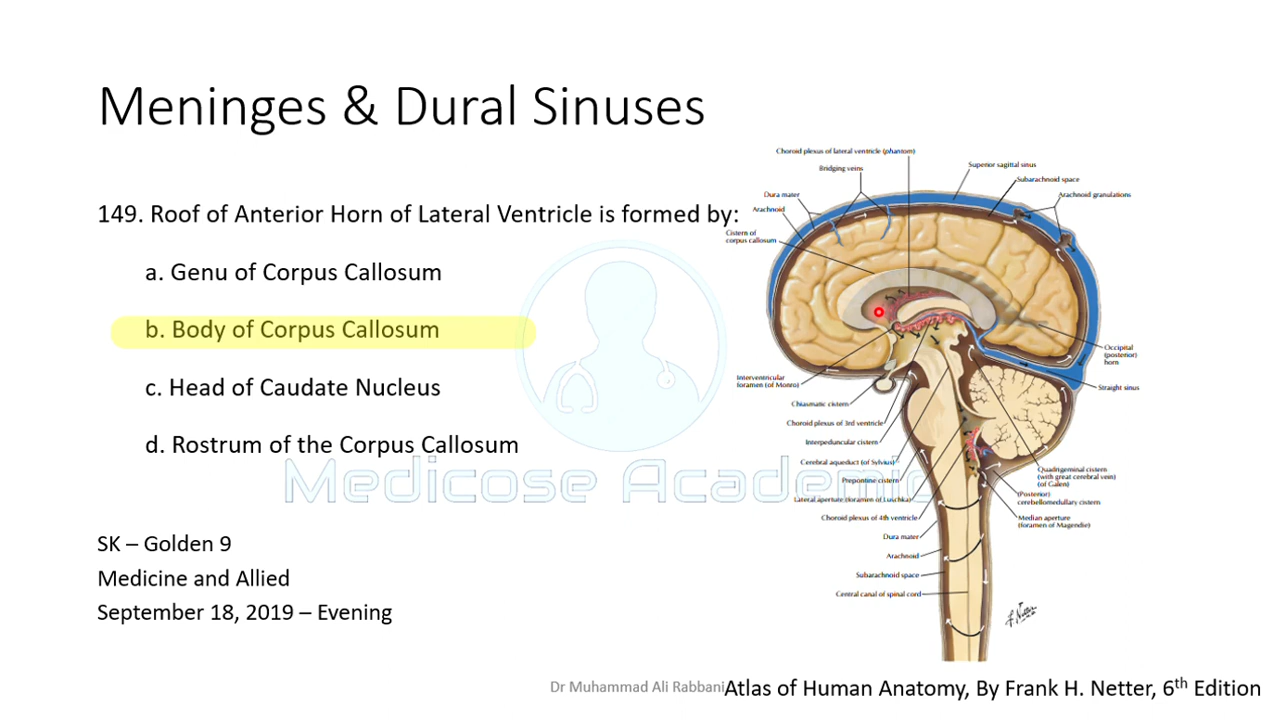 Meninges & Dural Sinuses
149. Roof of Anterior Horn of Lateral Ventricle is formed by:
a. Genu of Corpus Callosum
b. Body of Corpus Callosum
c. Head of Caudate Nucleus
d. Rostrum of the Corpus Callosum
SK – Golden 9
Medicine and Allied
September 18, 2019 – Evening
Medicose Academic
Choroid plexus of lateral ventricle (phantom)
Bridging veins
Superior sagittal sinus
Subarachnoid space
Dura mater
Arachnoid granulations
Arachnoid
Cistern of
corpus callosum
Occipital
(posterior)
horn
Interventricular
foramen (of Monro)
Straight sinus
Chiasmatic cistern
Choroid plexus of 3rd ventricle
Interpeduncular cistern
Cerebral aqueduct (of Sylvius)
Quadrigeminal cistern
(with great cerebral vein)
(of Galen)
Prepontine cistern
(Posterior)
cerebellomedullary cistern
Lateral aperture (foramen of Luschka)
Choroid plexus of 4th ventricle
Median aperture
(foramen of Magendie)
Dura mater
Arachnoid
Subarachnoid space
Central canal of spinal cord
F. Netter
Dr Muhammad Ali Rabbani
Atlas of Human Anatomy, By Frank H. Netter, 6th Edition